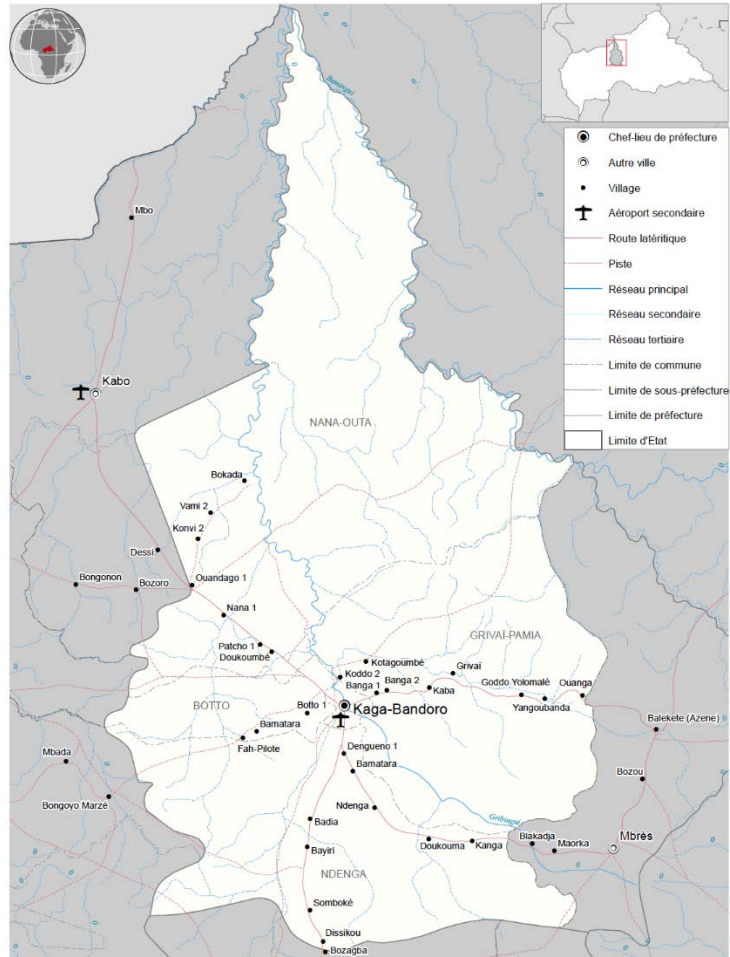 Bamingui
Chef-lieu de préfecture
Autre ville
Village
Aéroport secondaire
Route latéritique
Piste
Réseau principal
Réseau secondaire
Réseau tertiaire
Limite de commune
Limite de sous-préfecture
Limite de préfecture
Limite d'Etat
Mbo
Kabo
NANA-OUTA
Bokada
Vami 2
Konvi 2
Dessi
Bongonon
Bozoro
Ouandago 1
Nana 1
GRIVAÏ-PAMIA
Patcho 1
Doukoumbé
Kotagoumbé
Koddo 2
Grivaï
Banga 1
Banga 2
Kaba
Goddo Yolomalé
Ouanga
Yangoubanda
BOTTO
Botto 1
Kaga-Bandoro
Bamatara
Fah-Pilote
Balekete (Azene)
Mbada
Dengueno 1
Bamatara
Bozou
Bongoyo Marzé
Ndenga
Badia
Gribingui
Mbrès
Doukouma
Kanga
Blakadja
Maorka
Bayiri
NDENGA
Somboké
Dissikou
Bozagba